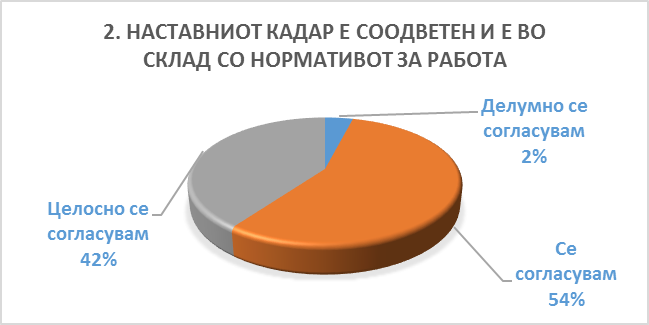 2. НАСТАВНИОТ КАДАР Е СООДВЕТЕН И Е ВО
СКЛАД СО НОРМАТИВОТ ЗА РАБОТА
Делумно се
согласувам
2%
Целосно се
согласувам
42%
Се
согласувам
54%